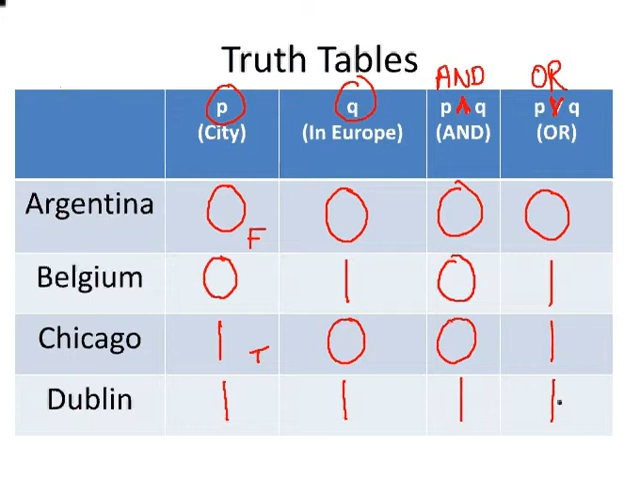 Truth Tables
AND OR
p q p ∧ q p ∨ q
(City) (In Europe) (AND) (OR)
Argentina 0 0 0 0
F
Belgium 0 1 0 1
Chicago 1 0 0 1
T
Dublin 1 1 1 1